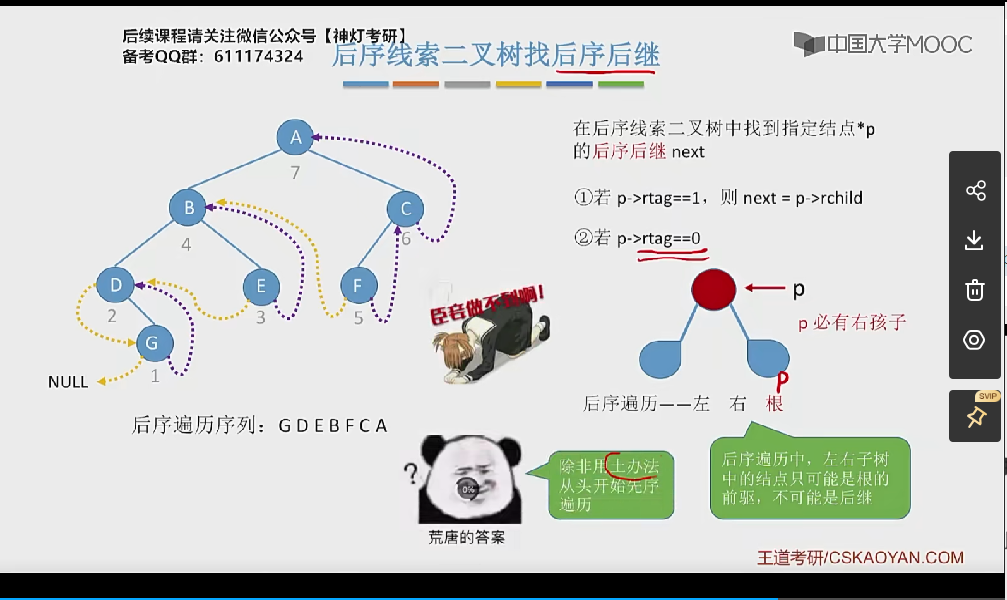 后续课程请关注微信公众号【神灯考研】
备考QQ群：611174324
后序线索二叉树找后序后继
中国大学MOOC
A
7
B
4
C
6
D
2
E
3
F
5
G
1
NULL
后序遍历序列：G D E B F C A
在后序线索二叉树中找到指定结点*p
的后序后继 next
①若 p->rtag==1，则 next = p->rchild
②若 p->rtag==0
p
p 必有右孩子
P
后序遍历——左 右 根
臣妾做不到啊！
?
0%
荒唐的答案
除非用土办法
从头开始先序
遍历
后序遍历中，左右子树
中的结点只可能是根的
前驱，不可能是后继
王道考研/CSKAOYAN.COM
SVIP